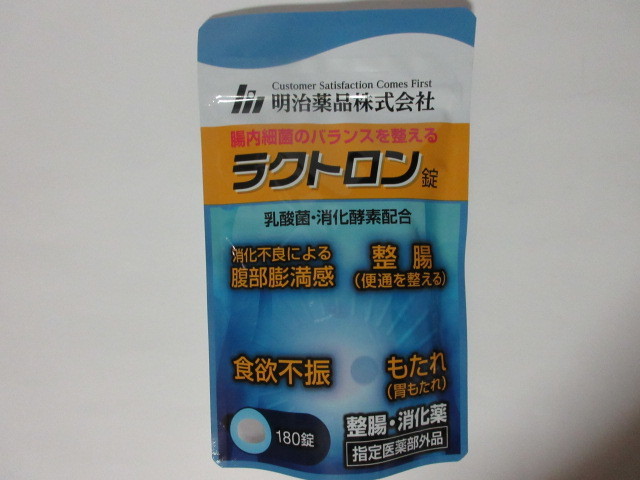 Customer Satisfaction Comes First
明治薬品株式会社
腸内細菌のバランスを整える
ラクトロン錠
乳酸菌・消化酵素配合
消化不良による
腹部膨満感
整腸
(便通を整える)
食欲不振
もたれ
(胃もたれ)
180錠
整腸・消化薬
指定医薬部外品